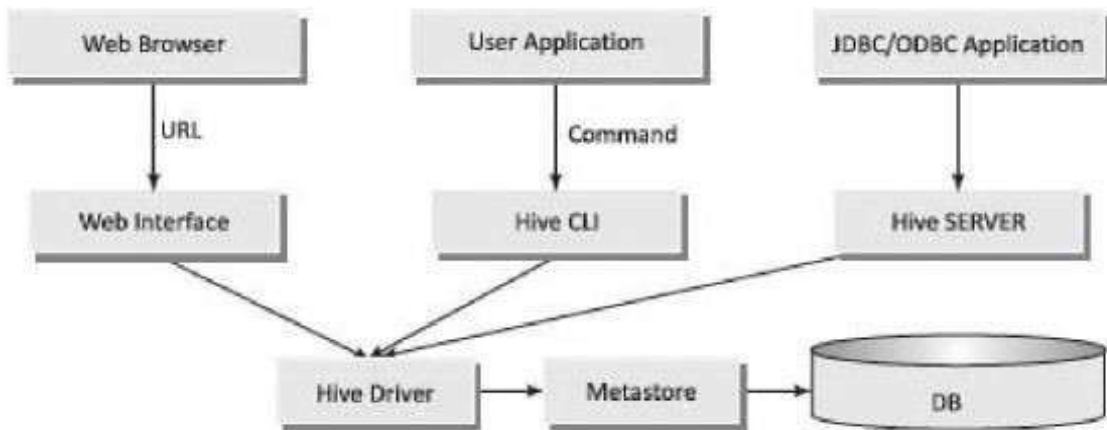 Web Browser
User Application
JDBC/ODBC Application
URL
Command
Web Interface
Hive CLI
Hive SERVER
Hive Driver
Metastore
DB